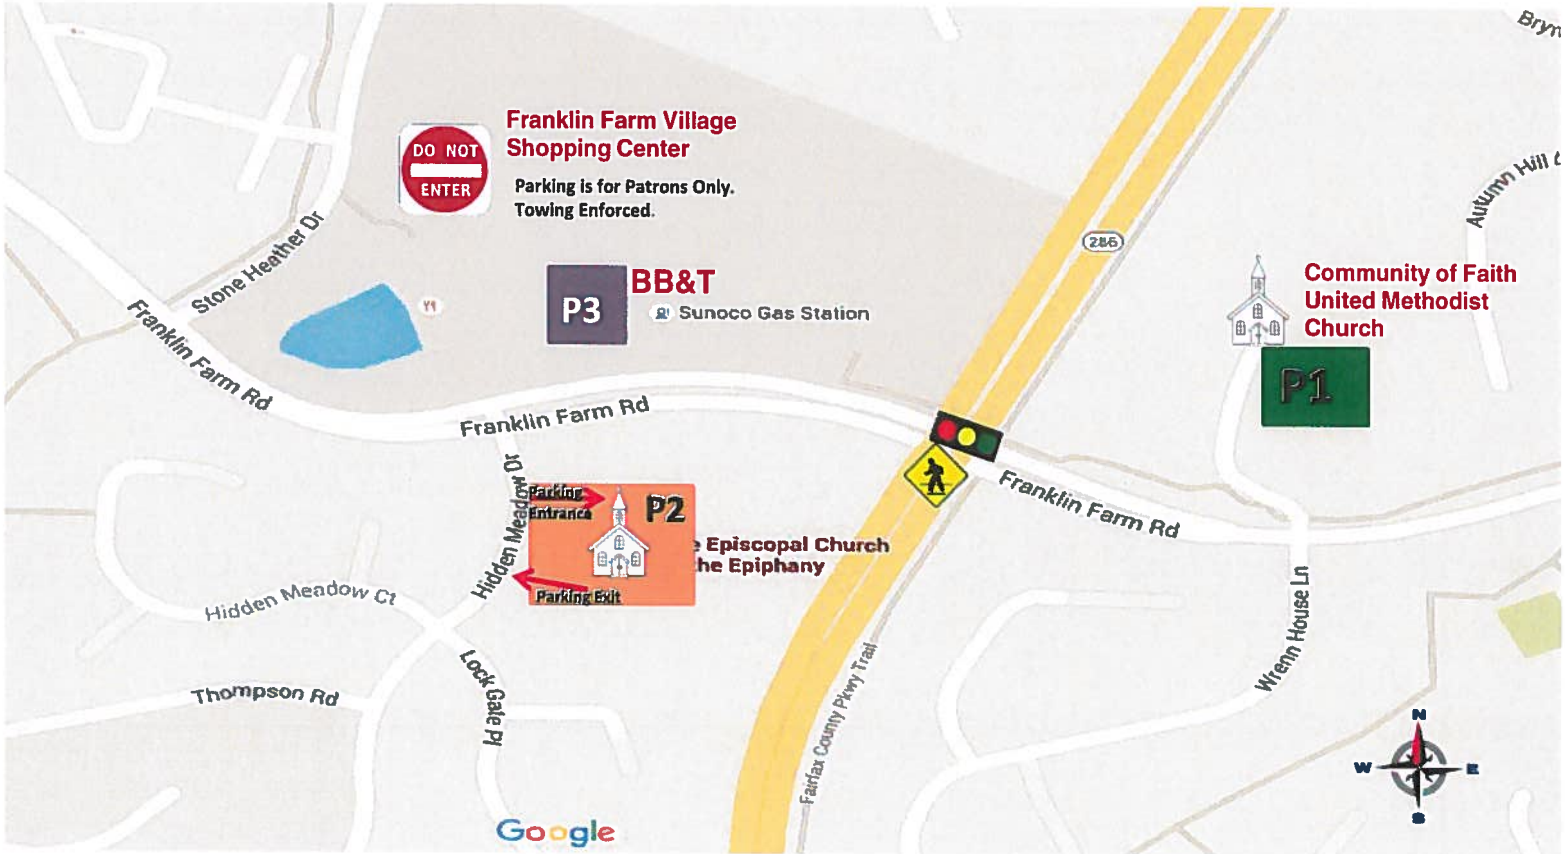 Bryn
Franklin Farm Village
Shopping Center
DO NOT
ENTER
Parking is for Patrons Only.
Towing Enforced.
Autumn Hill
286
Stone Heather Dr
BB&T
P3
Sunoco Gas Station
Community of Faith
United Methodist
Church
P1
Franklin Farm Rd
Franklin Farm Rd
Hidden Meadow Dr
Parking
Entrance
P2
Franklin Farm Rd
e Episcopal Church
he Epiphany
Parking Exit
Hidden Meadow Ct
Wrenn House Ln
Lock Gate Pl
Thompson Rd
Fairfax County Pkwy Trail
N
W
E
S
Google